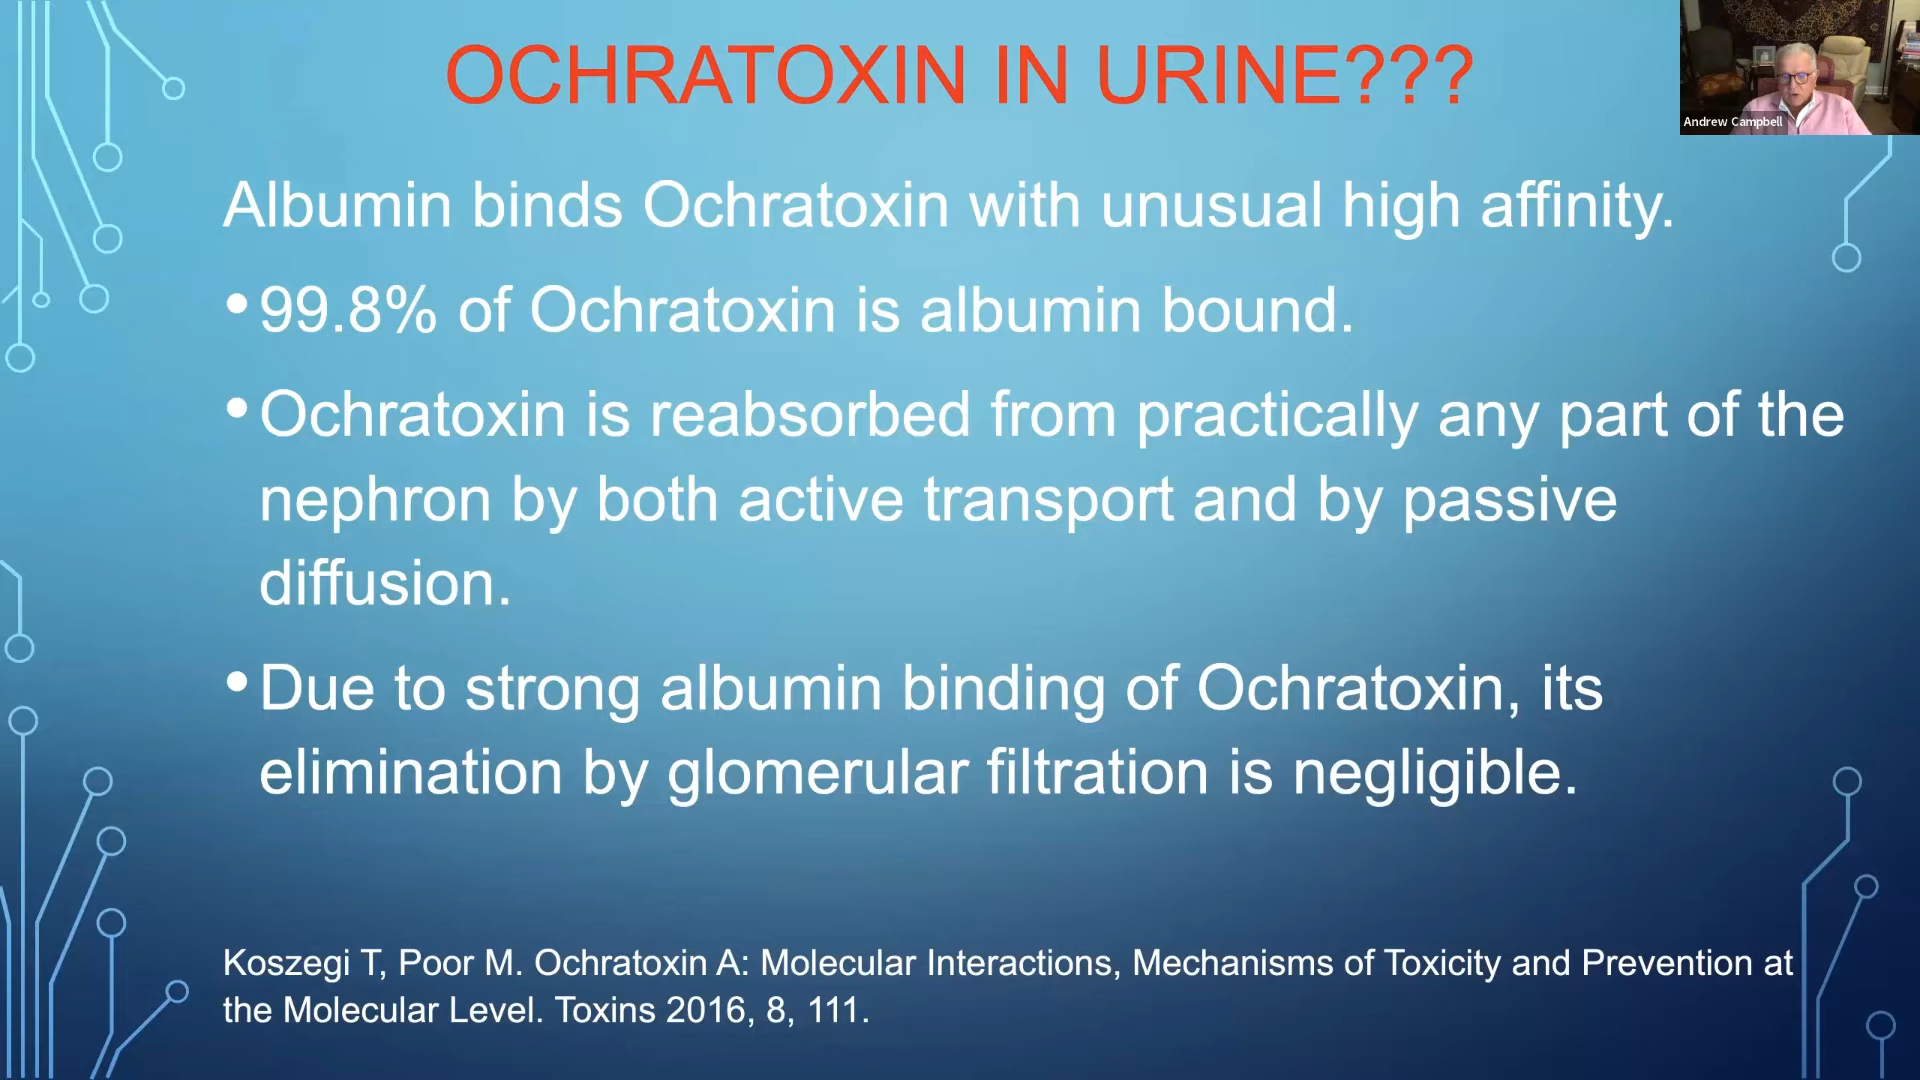 OCHRATOXIN IN URINE???
Andrew Campbell
Albumin binds Ochratoxin with unusual high affinity.
•99.8% of Ochratoxin is albumin bound.
•Ochratoxin is reabsorbed from practically any part of the
nephron by both active transport and by passive
diffusion.
•Due to strong albumin binding of Ochratoxin, its
elimination by glomerular filtration is negligible.
Koszegi T, Poor M. Ochratoxin A: Molecular Interactions, Mechanisms of Toxicity and Prevention at
the Molecular Level. Toxins 2016, 8, 111.